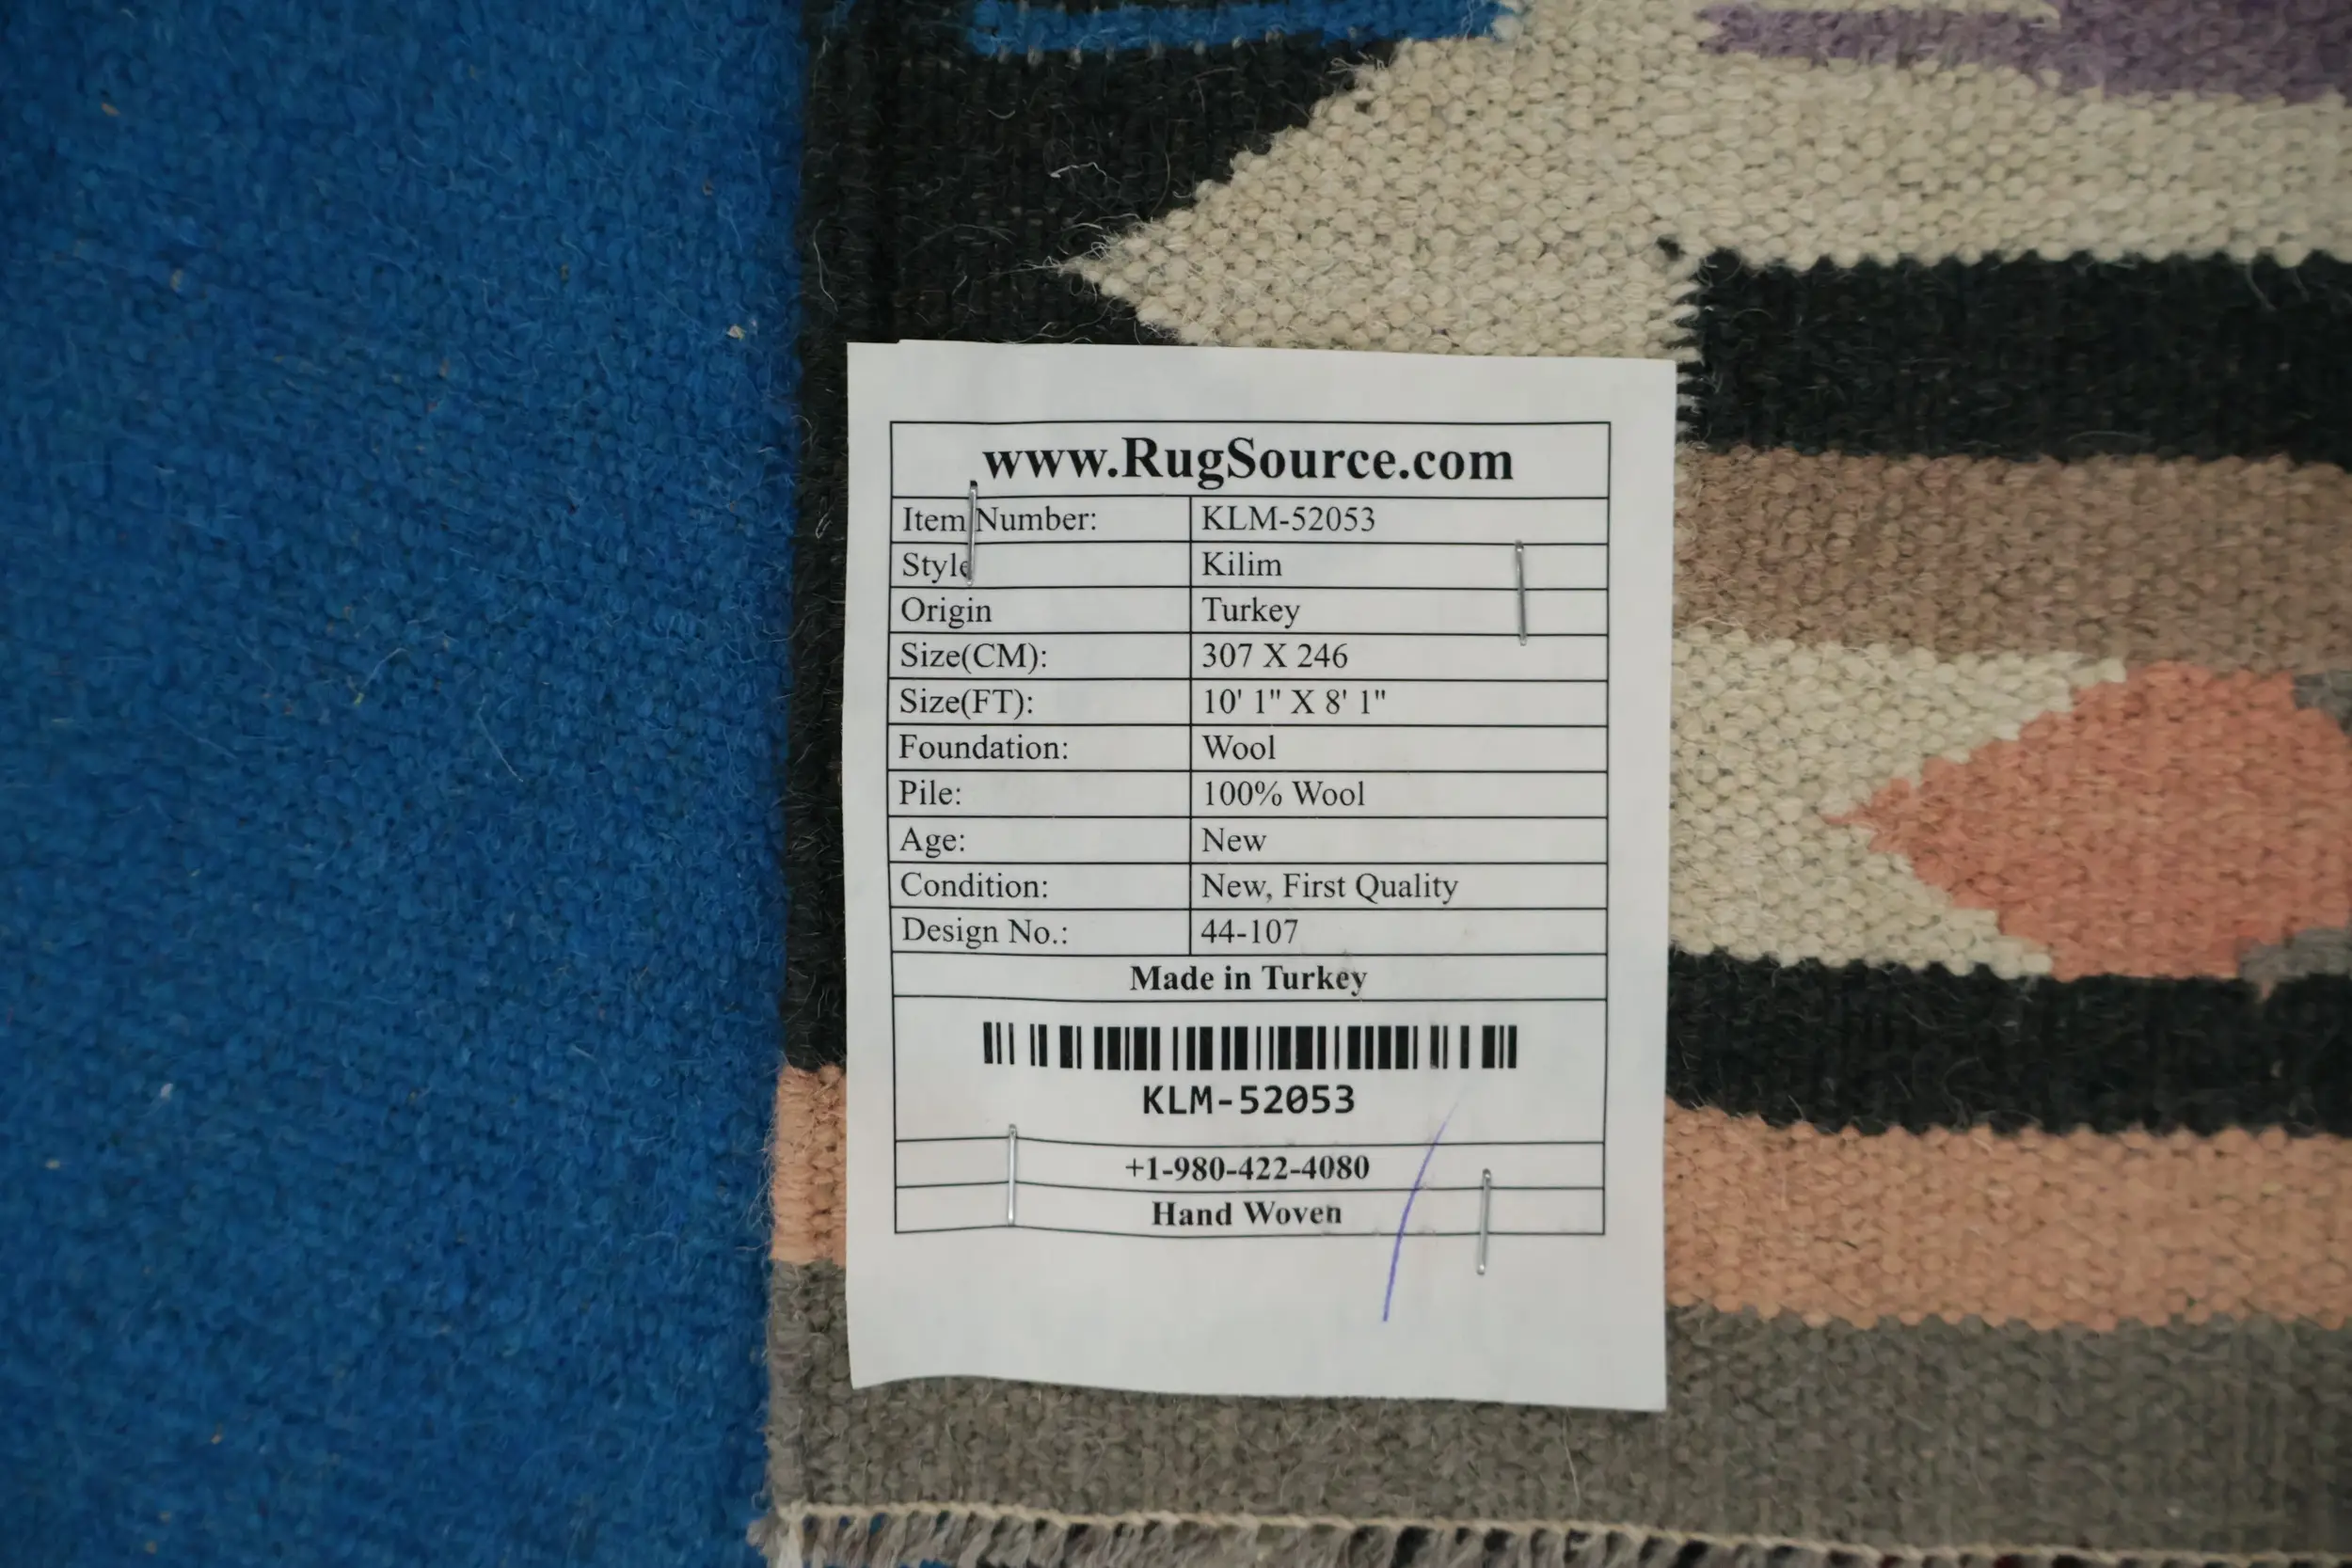 www.RugSource.com
Item Number: KLM-52053
Style Kilim
Origin Turkey
Size(CM): 307 X 246
Size(FT): 10' 1" X 8' 1"
Foundation: Wool
Pile: 100% Wool
Age: New
Condition: New, First Quality
Design No.: 44-107
Made in Turkey
KLM-52053
+1-980-422-4080
Hand Woven